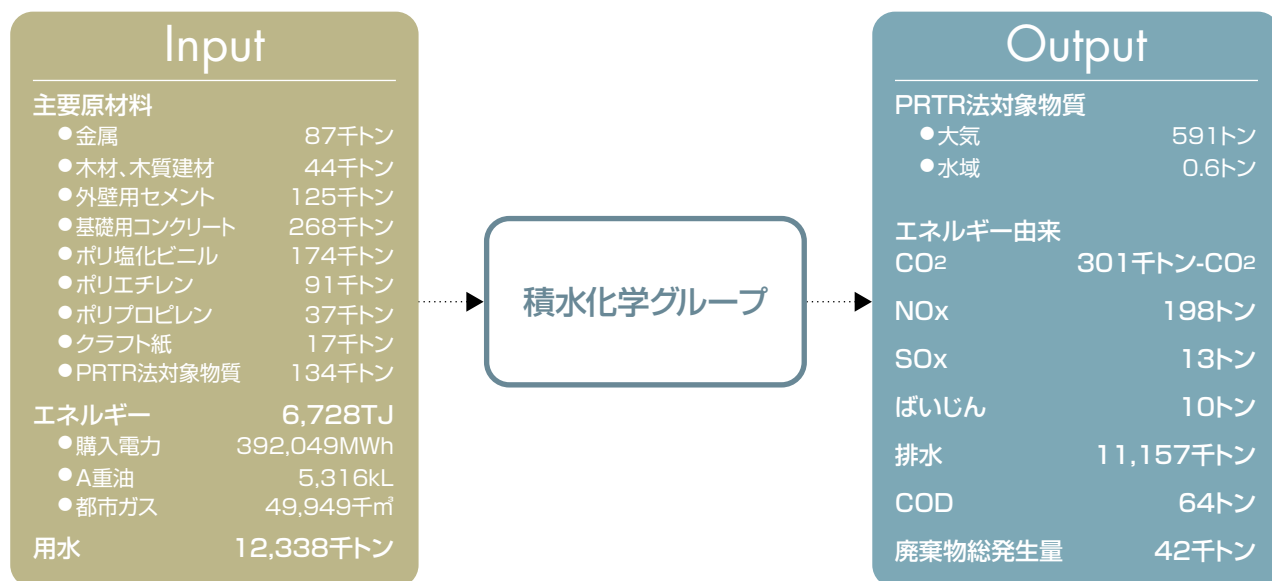 Input
主要原材料
●金属 87千トン
●木材、木質建材 44千トン
●外壁用セメント 125千トン
●基礎用コンクリート 268千トン
●ポリ塩化ビニル 174千トン
●ポリエチレン 91千トン
●ポリプロピレン 37千トン
●クラフト紙 17千トン
●PRTR法対象物質 134千トン
エネルギー 6,728TJ
●購入電力 392,049MWh
●A重油 5,316kL
●都市ガス 49,949千㎥
用水 12,338千トン
積水化学グループ
Output
PRTR法対象物質
●大気 591トン
●水域 0.6トン
エネルギー由来
CO2 301千トン-CO2
NOx 198トン
SOx 13トン
ばいじん 10トン
排水 11,157千トン
COD 64トン
廃棄物総発生量 42千トン